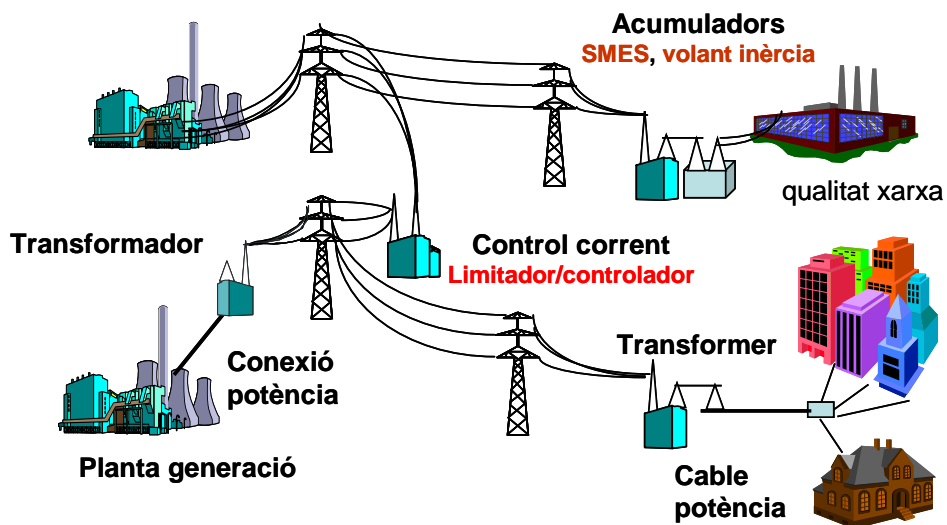 Acumuladors
SMES, volant inèrcia
qualitat xarxa
Transformador
Control corrent
Limitador/controlador
Transformer
Conexió
potència
Planta generació
Cable
potència